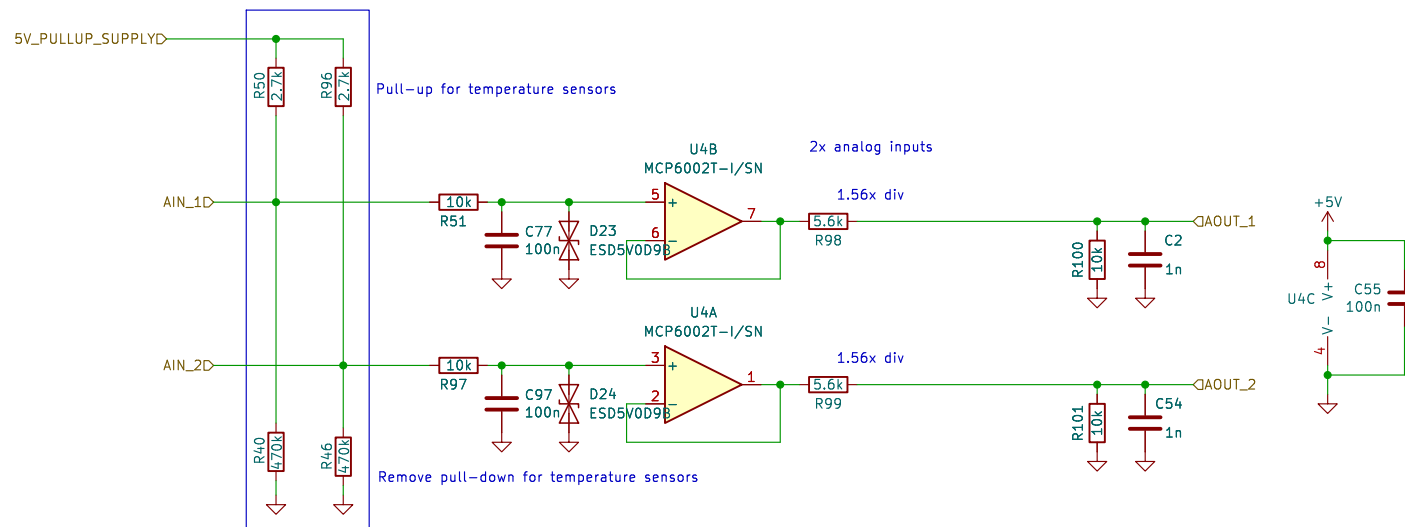 5V_PULLUP_SUPPLY
R50
2.7k
R96
2.7k
Pull-up for temperature sensors
2x analog inputs
U4B
MCP6002T-I/SN
1.56x div
AIN_1
10k
R51
5
+
6
-
7
5.6k
R98
AOUT_1
C77
100n
D23
ESD5V0D9B
R100
10k
C2
1n
+5V
8
V+
U4C
V-
4
C55
100n
U4A
MCP6002T-I/SN
1.56x div
AIN_2
10k
R97
3
+
2
-
1
5.6k
R99
AOUT_2
C97
100n
D24
ESD5V0D9B
R101
10k
C54
1n
R40
470k
R46
470k
Remove pull-down for temperature sensors